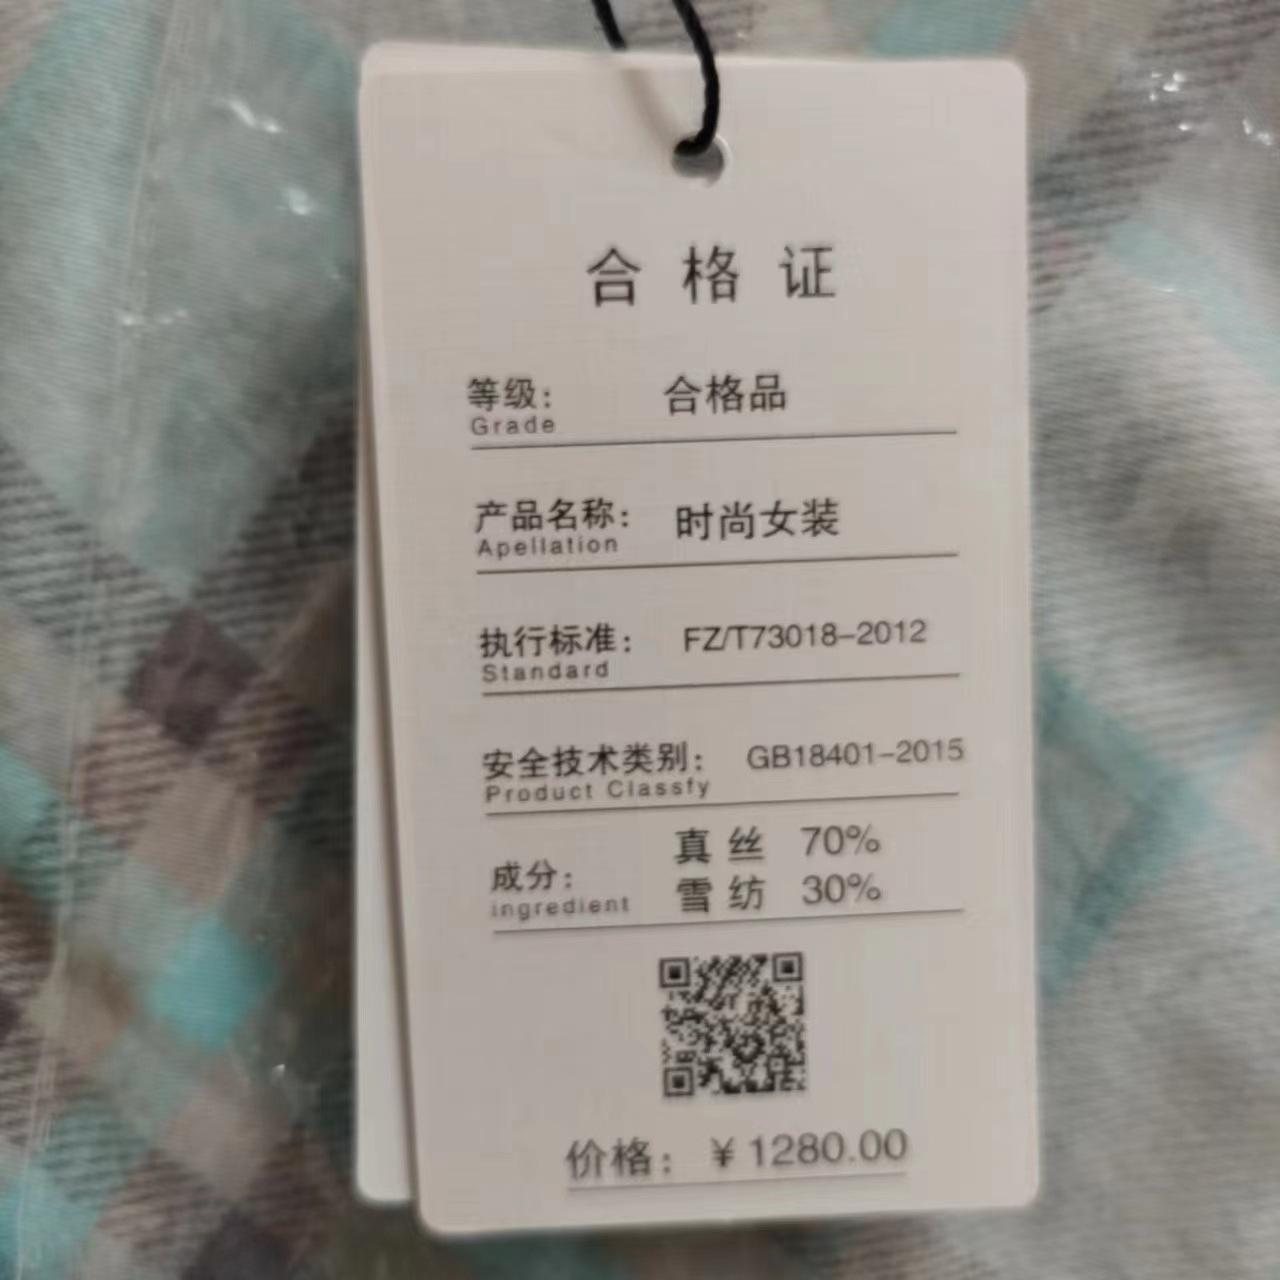 合格证
等级： 合格品
Grade
产品名称： 时尚女装
Apellation
执行标准： FZ/T73018-2012
Standard
安全技术类别： GB18401-2015
Product Classfy
真丝 70%
成分：
雪纺 30%
ingredient
价格： ¥1280.00